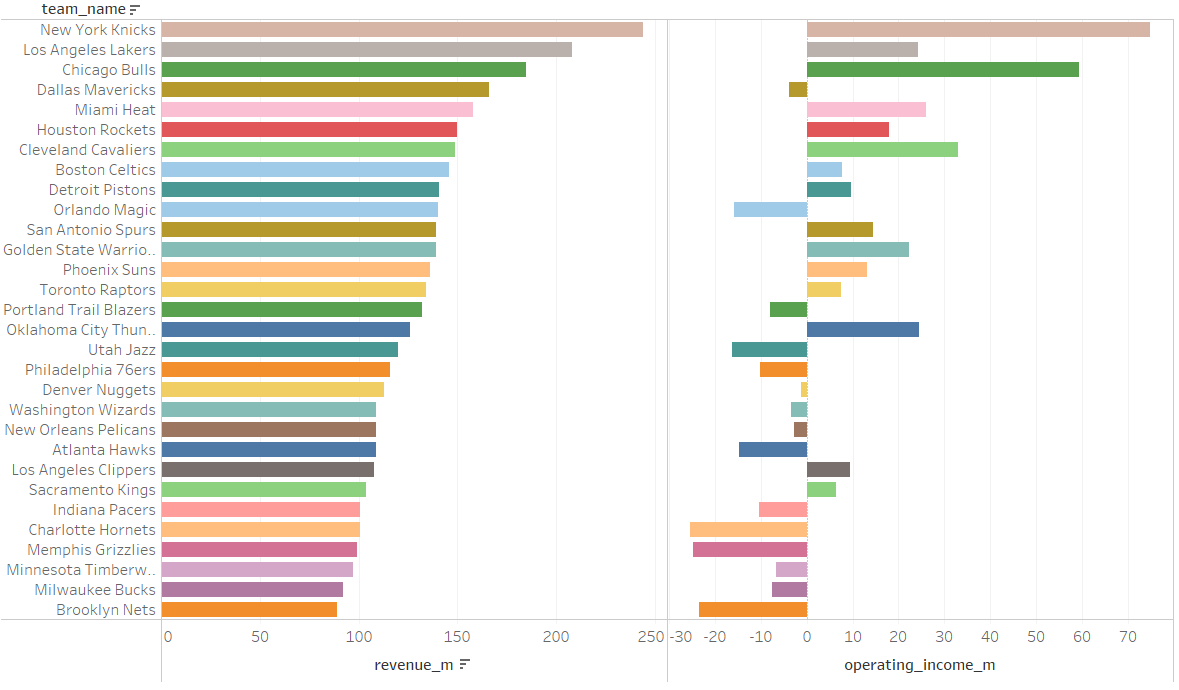 team_name
New York Knicks
Los Angeles Lakers
Chicago Bulls
Dallas Mavericks
Miami Heat
Houston Rockets
Cleveland Cavaliers
Boston Celtics
Detroit Pistons
Orlando Magic
San Antonio Spurs
Golden State Warrio..
Phoenix Suns
Toronto Raptors
Portland Trail Blazers
Oklahoma City Thun..
Utah Jazz
Philadelphia 76ers
Denver Nuggets
Washington Wizards
New Orleans Pelicans
Atlanta Hawks
Los Angeles Clippers
Sacramento Kings
Indiana Pacers
Charlotte Hornets
Memphis Grizzlies
Minnesota Timberw..
Milwaukee Bucks
Brooklyn Nets
0 50 100 150 200 250 -30 -20 -10 0 10 20 30 40 50 60 70
revenue_m operating_income_m